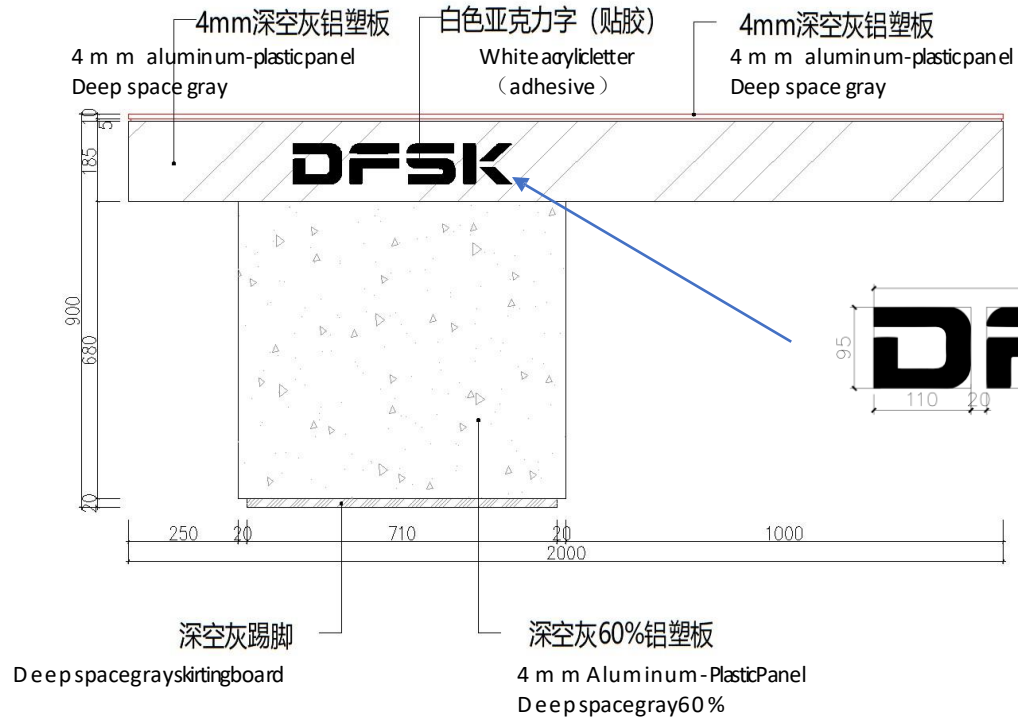 4mm深空灰铝塑板
4 m m aluminum-plasticpanel
Deep space gray
白色亚克力字（贴胶）
White acrylicletter
（adhesive）
4mm深空灰铝塑板
4 m m aluminum-plasticpanel
Deep space gray
10
5
185
DFSK
900
680
20
95
DF
110
20
250
20
710
20
1000
2000
深空灰踢脚
Deepspacegrayskirtingboard
深空灰60%铝塑板
4 m m Aluminum-PlasticPanel
Deepspacegray60%